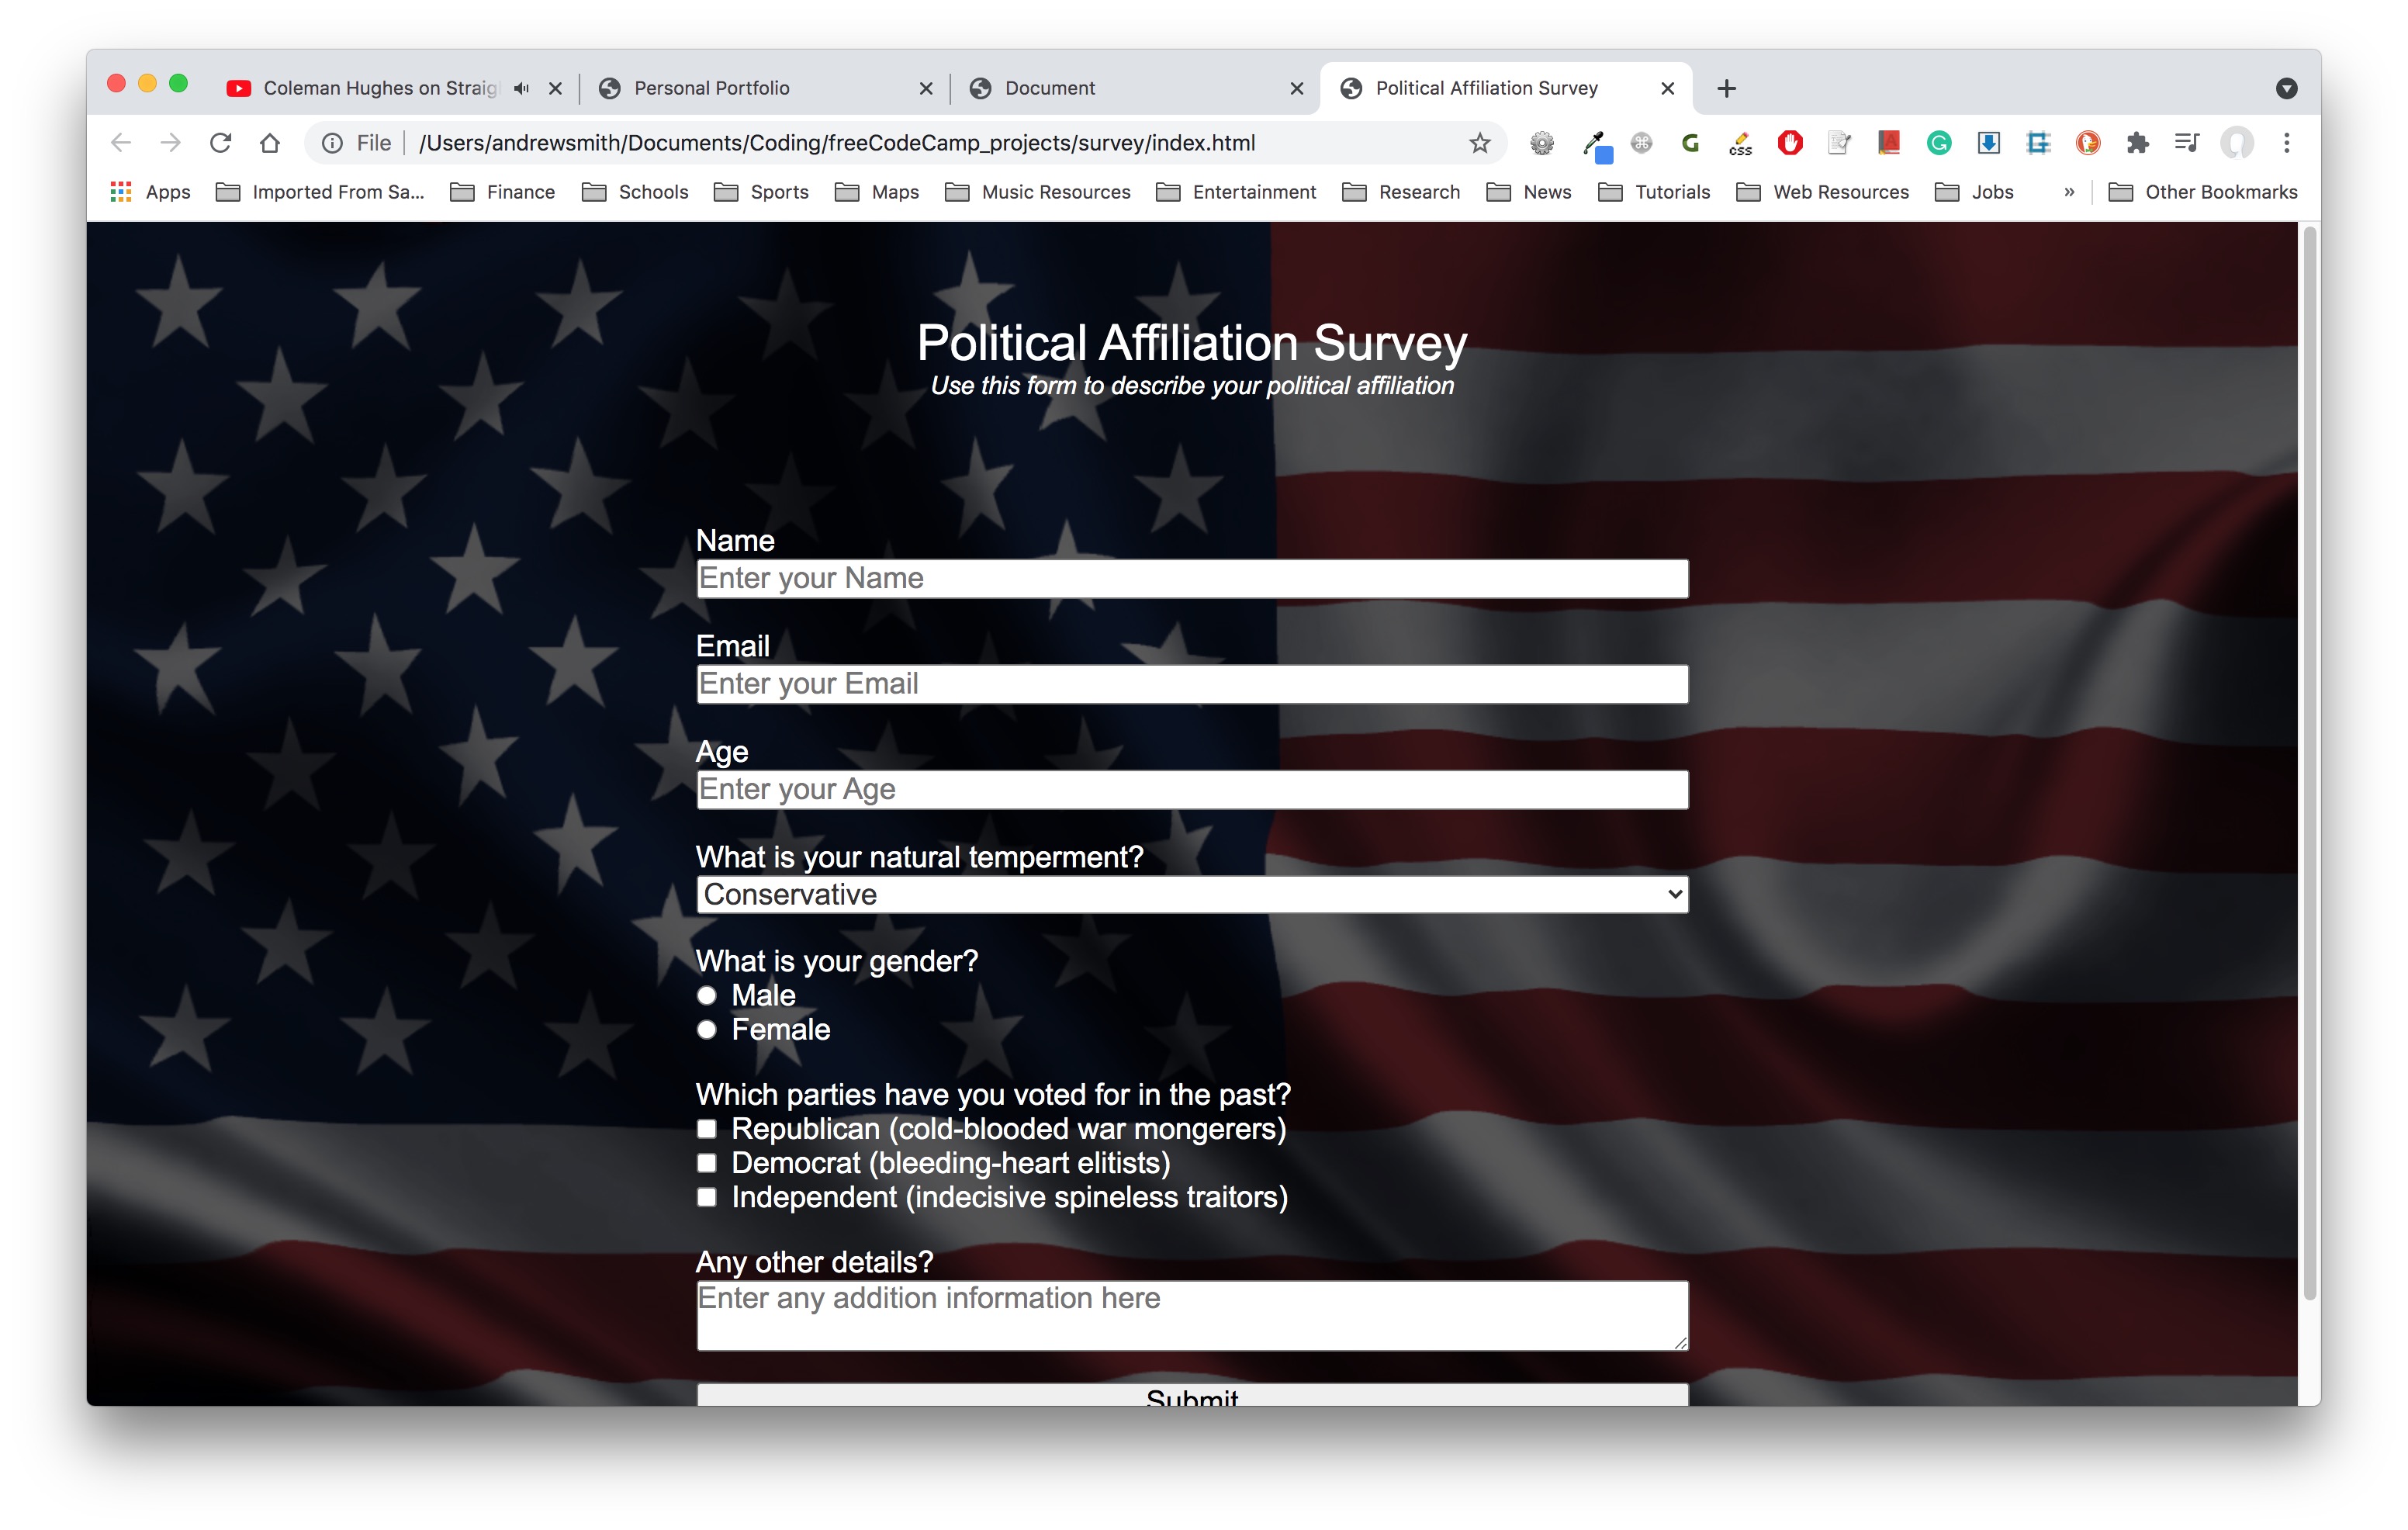 Coleman Hughes on Straig
Personal Portfolio
Document
Political Affiliation Survey
File
/Users/andrewsmith/Documents/Coding/freeCodeCamp_projects/survey/index.html
G
css
A
G
Apps
Imported From Sa...
Finance
Schools
Sports
Maps
Music Resources
Entertainment
Research
News
Tutorials
Web Resources
Jobs
»
Other Bookmarks
Political Affiliation Survey
Use this form to describe your political affiliation
Name
Enter your Name
Email
Enter your Email
Age
Enter your Age
What is your natural temperment?
Conservative
What is your gender?
Male
Female
Which parties have you voted for in the past?
Republican (cold-blooded war mongerers)
Democrat (bleeding-heart elitists)
Independent (indecisive spineless traitors)
Any other details?
Enter any addition information here
Submit